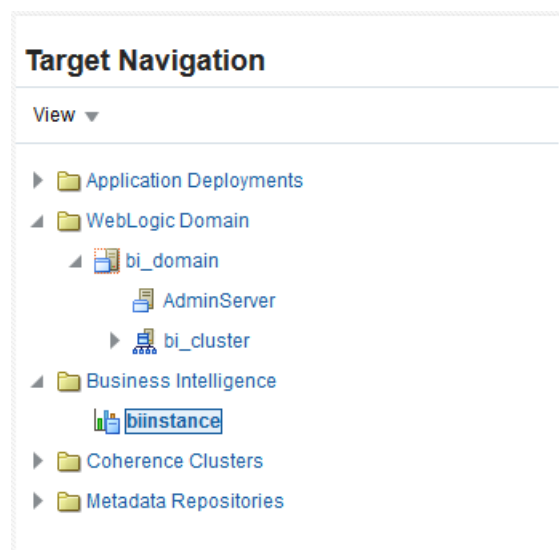 Target Navigation
View
Application Deployments
WebLogic Domain
bi_domain
AdminServer
bi_cluster
Business Intelligence
biinstance
Coherence Clusters
Metadata Repositories